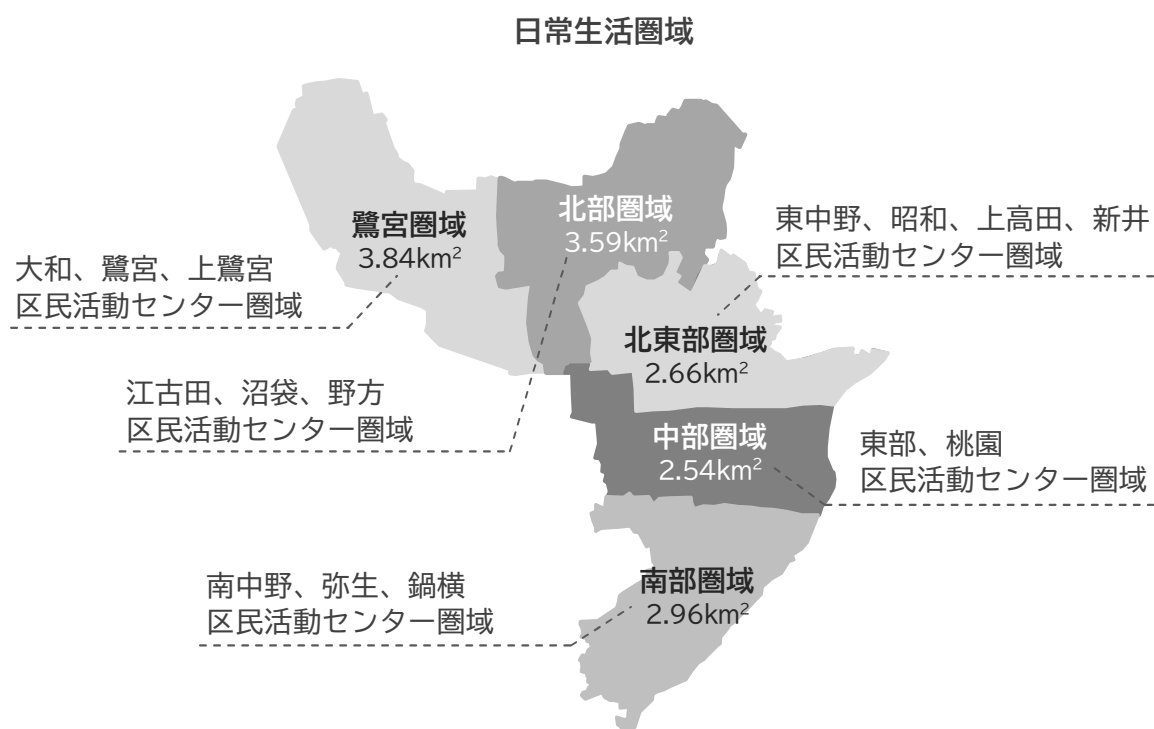 日常生活圏域
鷺宮圏域
3.84km²
大和、鷺宮、上鷺宮
区民活動センター圏域
北部圏域
3.59km²
東中野、昭和、上高田、新井
区民活動センター圏域
北東部圏域
2.66km²
江古田、沼袋、野方
区民活動センター圏域
中部圏域
2.54km²
東部、桃園
区民活動センター圏域
南部圏域
2.96km²
南中野、弥生、鍋横
区民活動センター圏域